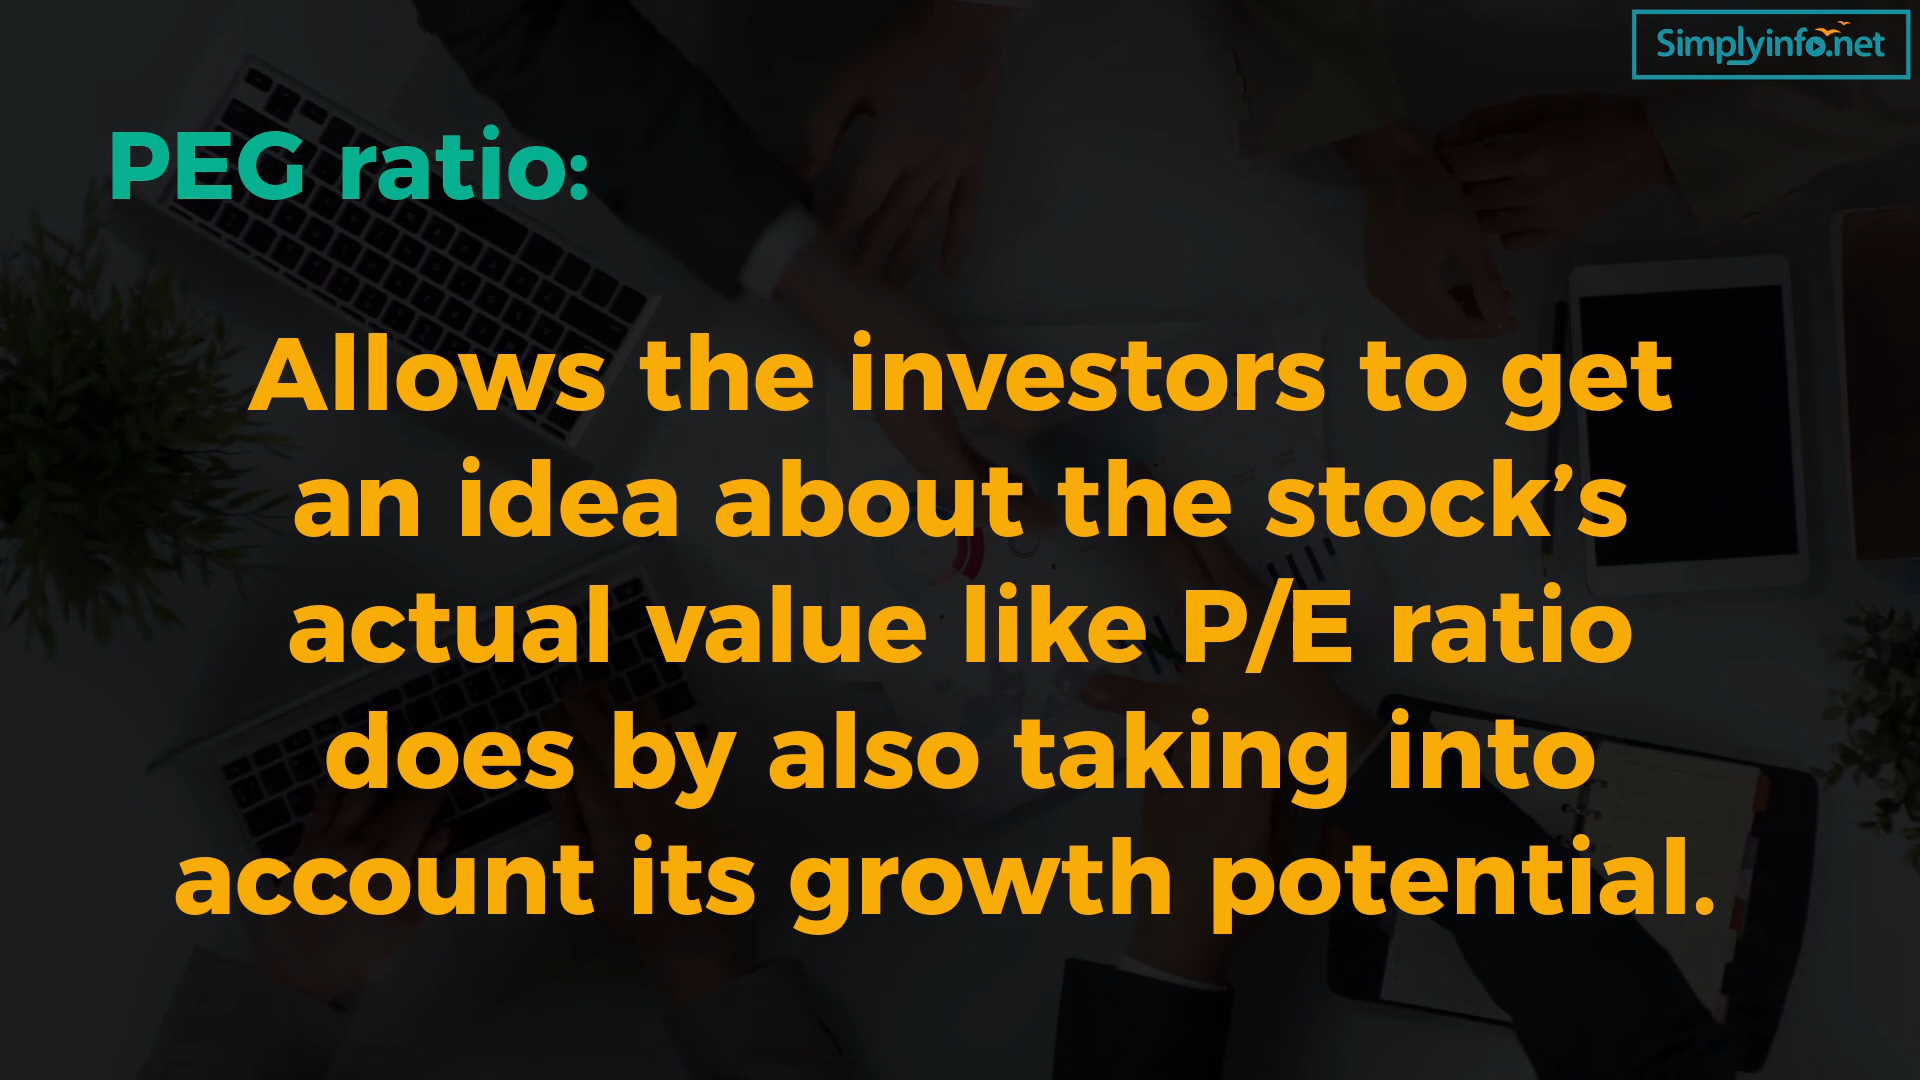 Simplyinfo.net
PEG ratio:
Allows the investors to get
an idea about the stock’s
actual value like P/E ratio
does by also taking into
account its growth potential.